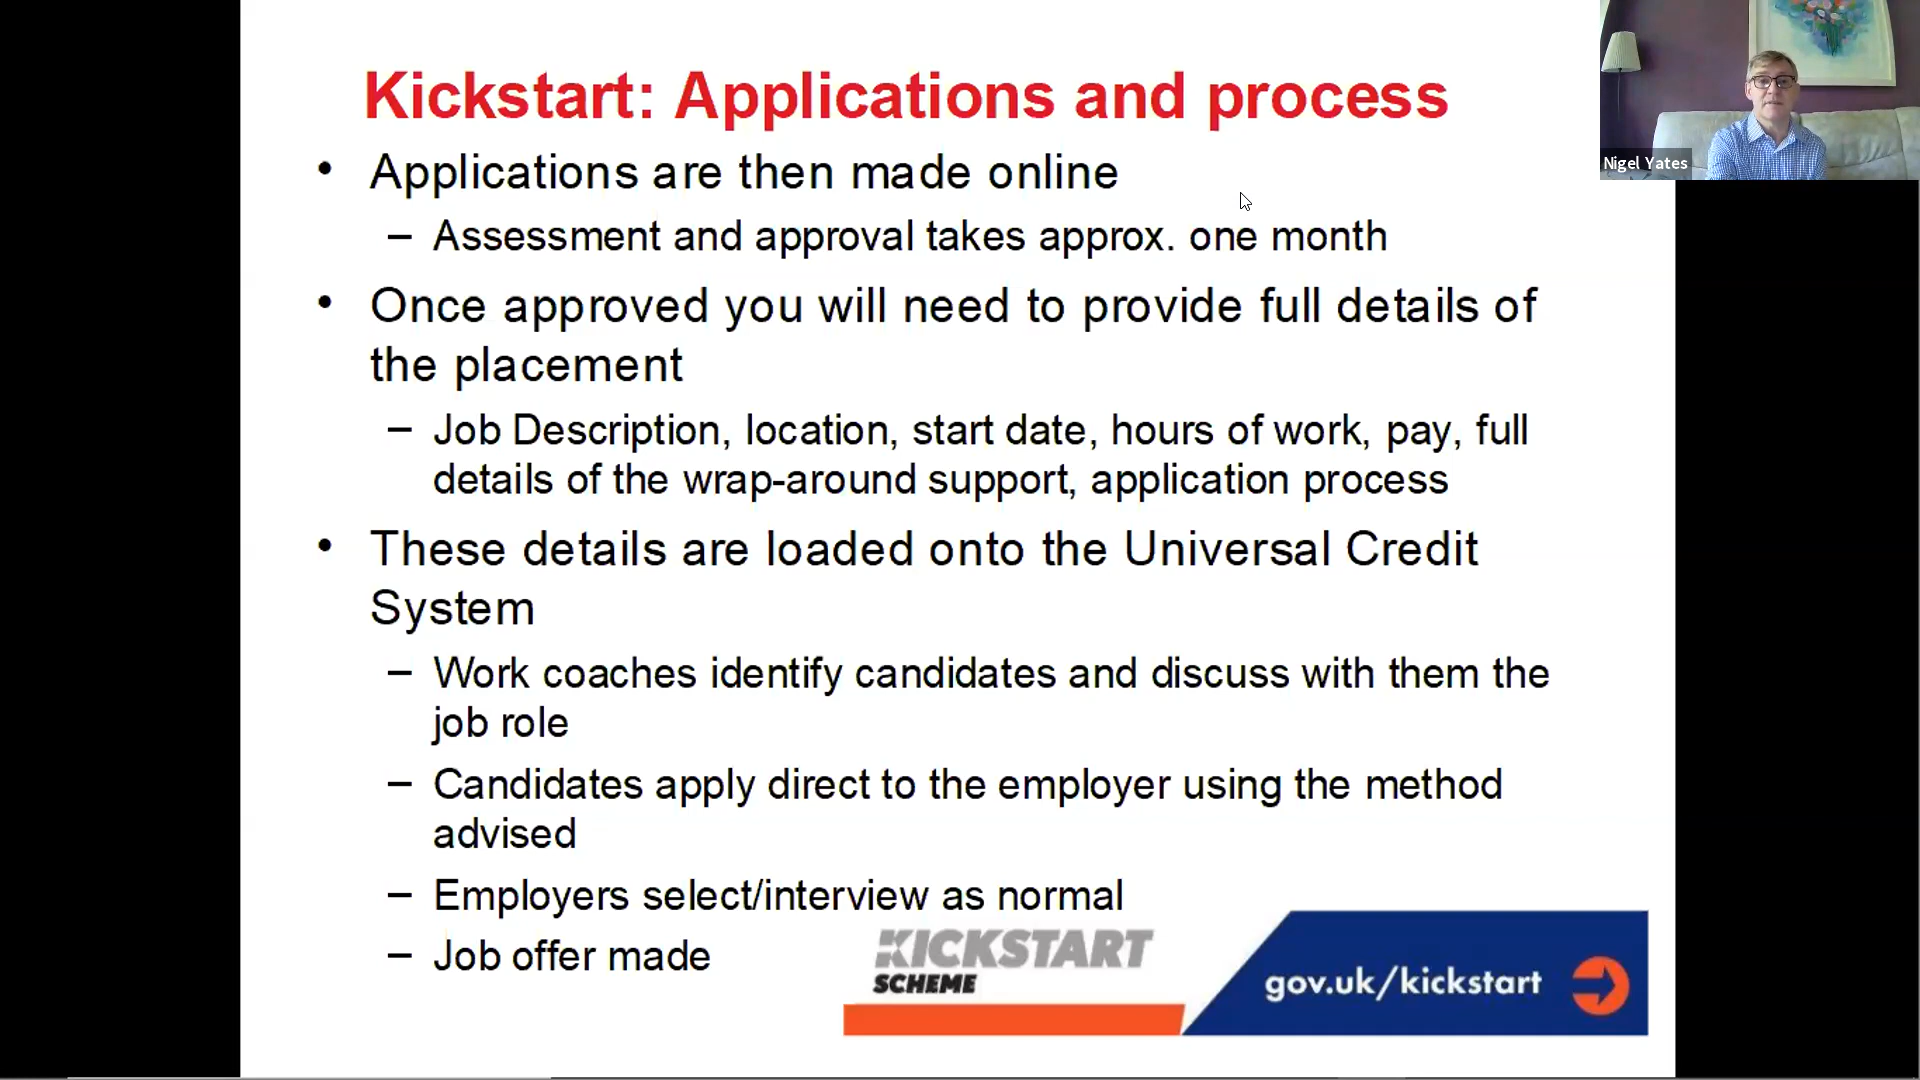 Kickstart: Applications and process
Nigel Yates
• Applications are then made online
– Assessment and approval takes approx. one month
• Once approved you will need to provide full details of
the placement
– Job Description, location, start date, hours of work, pay, full
details of the wrap-around support, application process
• These details are loaded onto the Universal Credit
System
– Work coaches identify candidates and discuss with them the
job role
– Candidates apply direct to the employer using the method
advised
– Employers select/interview as normal
– Job offer made
KICKSTART
SCHEME
gov.uk/kickstart